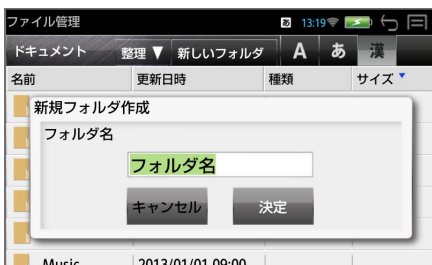 ファイル管理 あ 13:19
ドキュメント 整理 ▼ 新しいフォルダ A あ 漢
名前 更新日時 種類 サイズ ▼
新規フォルダ作成
フォルダ名
フォルダ名
キャンセル 決定
Music 2013/01/01 09:00